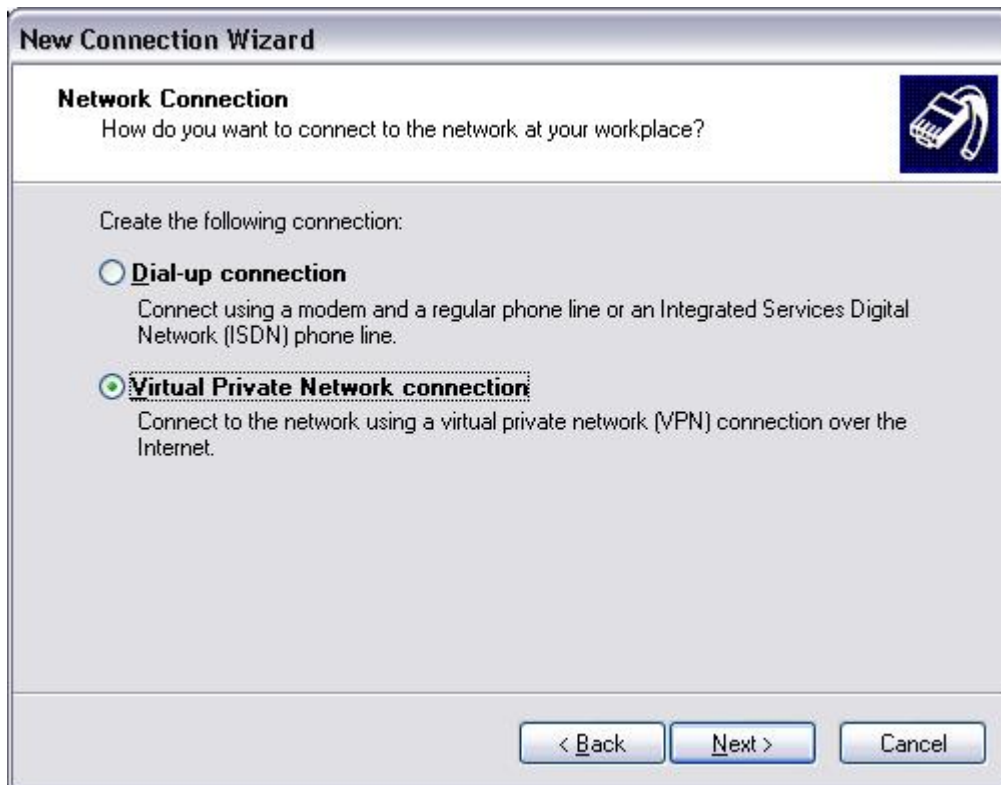 New Connection Wizard
Network Connection
How do you want to connect to the network at your workplace?
Create the following connection:
Dial-up connection
Connect using a modem and a regular phone line or an Integrated Services Digital
Network (ISDN) phone line.
Virtual Private Network connection
Connect to the network using a virtual private network (VPN) connection over the
Internet.
< Back Next > Cancel